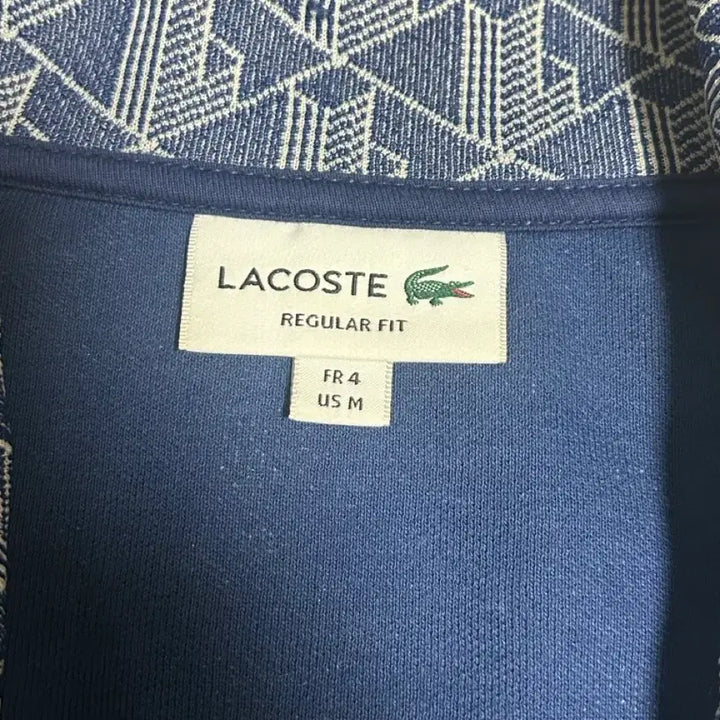 LACOSTE
REGULAR FIT
FR 4
US M